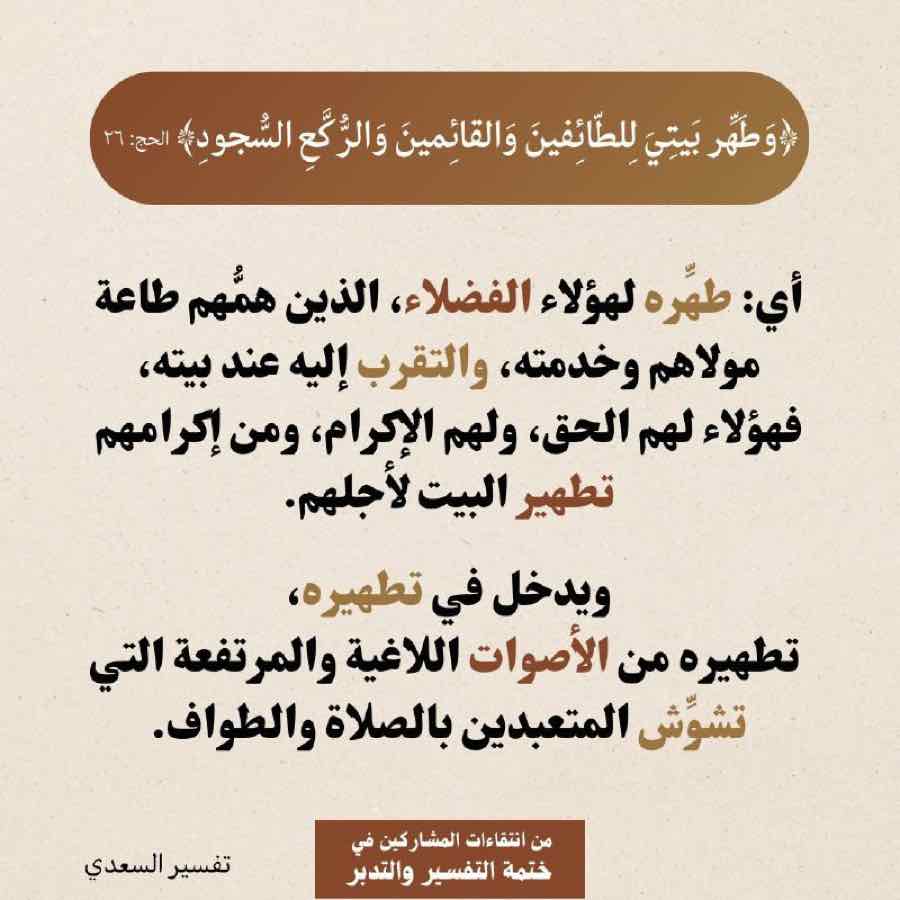 ﴿وَطَهِّر بَيتِيَ لِلطّائِفينَ وَالقائِمينَ وَالرُّكَّعِ السُّجودِ﴾ الحج: ٢٦
أي: طهِّره لهؤلاء الفضلاء، الذين همُّهم طاعة
مولاهم وخدمته، والتقرب إليه عند بيته،
فهؤلاء لهم الحق، ولهم الإكرام، ومن إكرامهم
تطهير البيت لأجلهم.
ويدخل في تطهيره،
تطهيره من الأصوات اللاغية والمرتفعة التي
تشوِّش المتعبدين بالصلاة والطواف.
من انتقاءات المشاركين في
ختمة التفسير والتدبر
تفسير السعدي